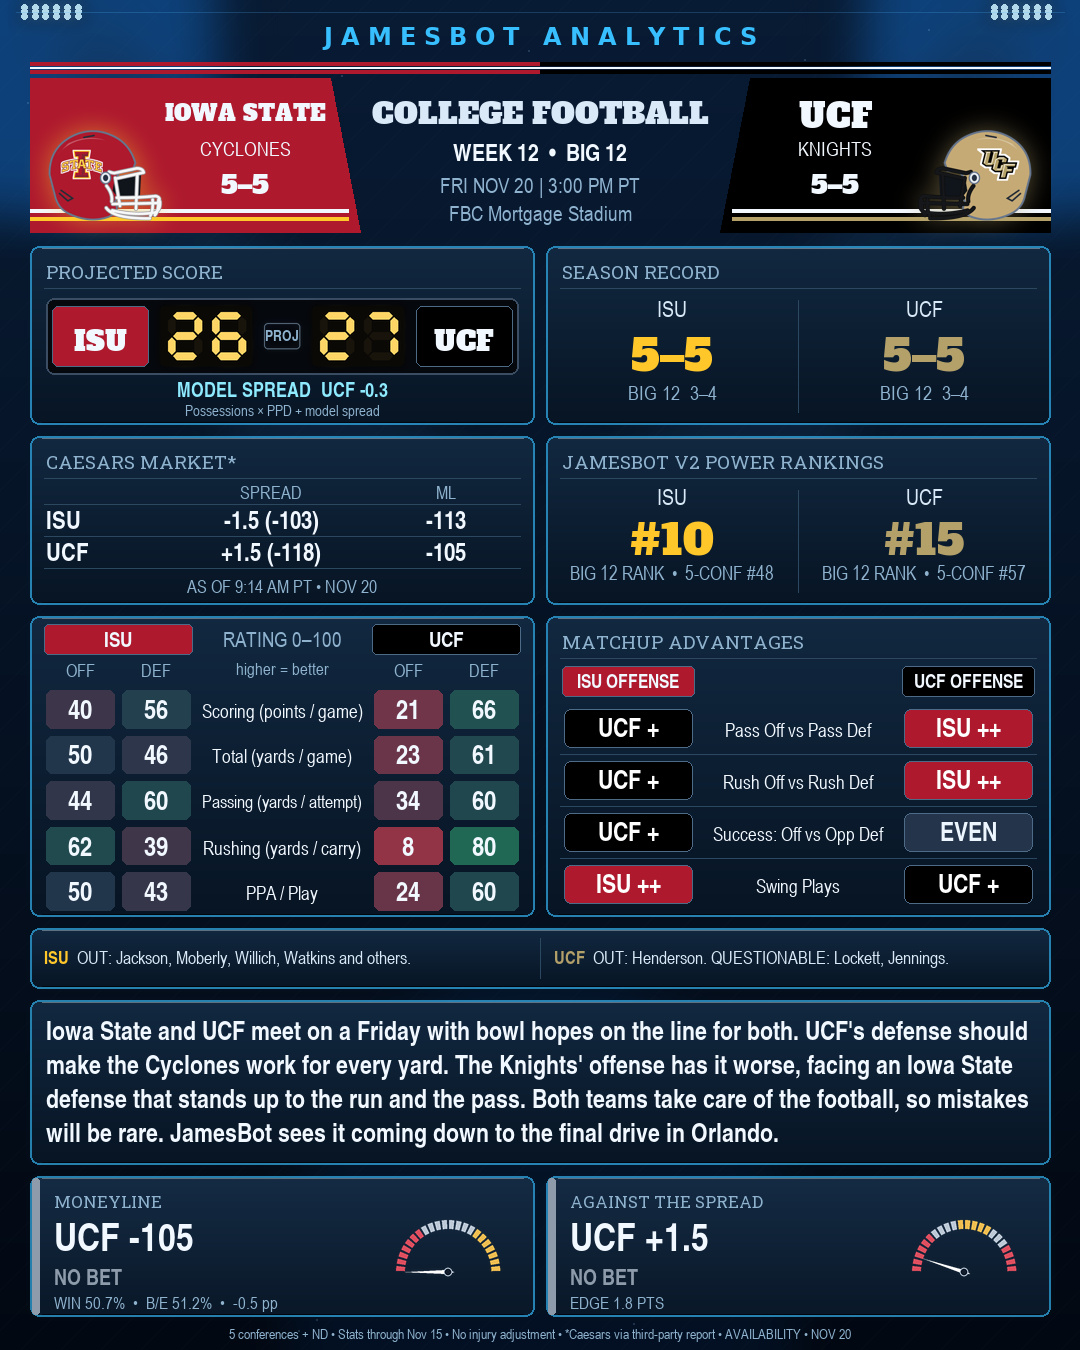 JAMESBOT ANALYTICS
IOWA STATE
CYCLONES
5–5
COLLEGE FOOTBALL
WEEK 12 • BIG 12
FRI NOV 20 | 3:00 PM PT
FBC Mortgage Stadium
UCF
KNIGHTS
5–5
STATE
UCF
PROJECTED SCORE
ISU 26 PROJ 27 UCF
MODEL SPREAD UCF -0.3
Possessions × PPD + model spread
SEASON RECORD
ISU UCF
5–5 5–5
BIG 12 3–4 BIG 12 3–4
CAESARS MARKET*
SPREAD ML
ISU -1.5 (-103) -113
UCF +1.5 (-118) -105
AS OF 9:14 AM PT • NOV 20
JAMESBOT V2 POWER RANKINGS
ISU UCF
#10 #15
BIG 12 RANK • 5-CONF #48 BIG 12 RANK • 5-CONF #57
ISU RATING 0–100 UCF
OFF DEF higher = better OFF DEF
40 56 Scoring (points / game) 21 66
50 46 Total (yards / game) 23 61
44 60 Passing (yards / attempt) 34 60
62 39 Rushing (yards / carry) 8 80
50 43 PPA / Play 24 60
MATCHUP ADVANTAGES
ISU OFFENSE UCF OFFENSE
UCF + Pass Off vs Pass Def ISU ++
UCF + Rush Off vs Rush Def ISU ++
UCF + Success: Off vs Opp Def EVEN
ISU ++ Swing Plays UCF +
ISU OUT: Jackson, Moberly, Willich, Watkins and others.
UCF OUT: Henderson. QUESTIONABLE: Lockett, Jennings.
Iowa State and UCF meet on a Friday with bowl hopes on the line for both. UCF's defense should
make the Cyclones work for every yard. The Knights' offense has it worse, facing an Iowa State
defense that stands up to the run and the pass. Both teams take care of the football, so mistakes
will be rare. JamesBot sees it coming down to the final drive in Orlando.
MONEYLINE
UCF -105
NO BET
WIN 50.7% • B/E 51.2% • -0.5 pp
AGAINST THE SPREAD
UCF +1.5
NO BET
EDGE 1.8 PTS
5 conferences + ND • Stats through Nov 15 • No injury adjustment • *Caesars via third-party report • AVAILABILITY • NOV 20